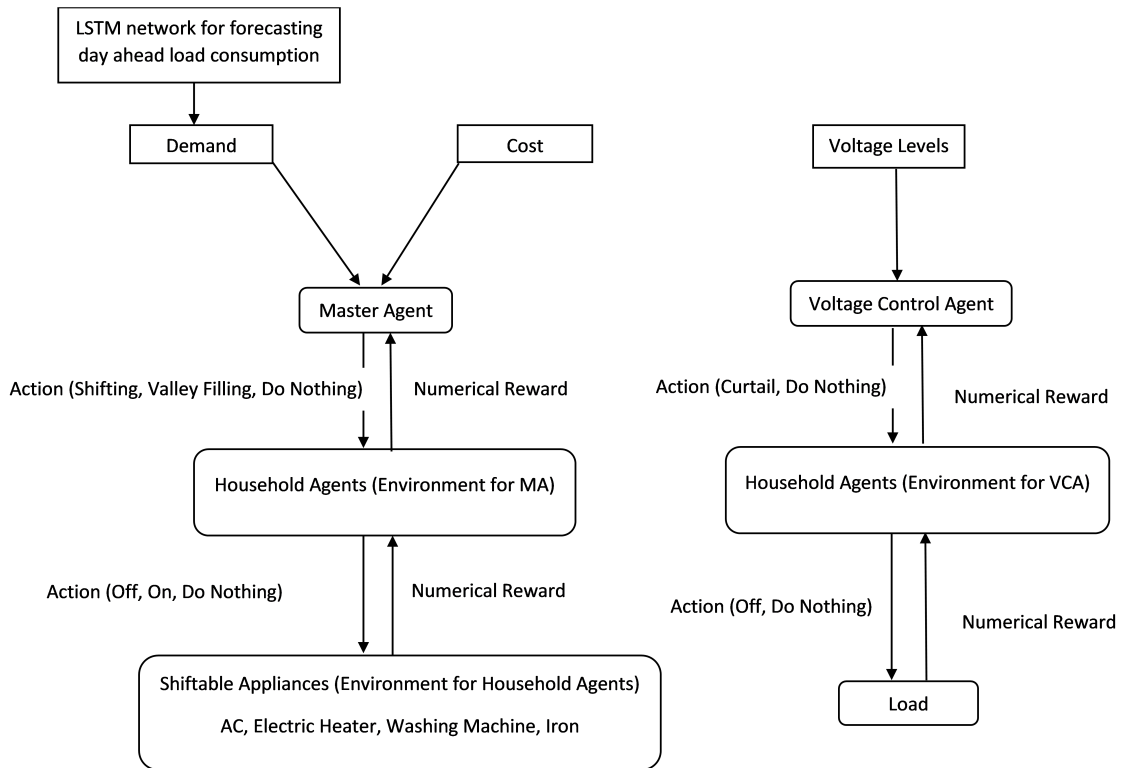 LSTM network for forecasting
day ahead load consumption
Demand
Cost
Master Agent
Action (Shifting, Valley Filling, Do Nothing)
Numerical Reward
Household Agents (Environment for MA)
Action (Off, On, Do Nothing)
Numerical Reward
Shiftable Appliances (Environment for Household Agents)
AC, Electric Heater, Washing Machine, Iron
Voltage Levels
Voltage Control Agent
Action (Curtail, Do Nothing)
Numerical Reward
Household Agents (Environment for VCA)
Action (Off, Do Nothing)
Numerical Reward
Load